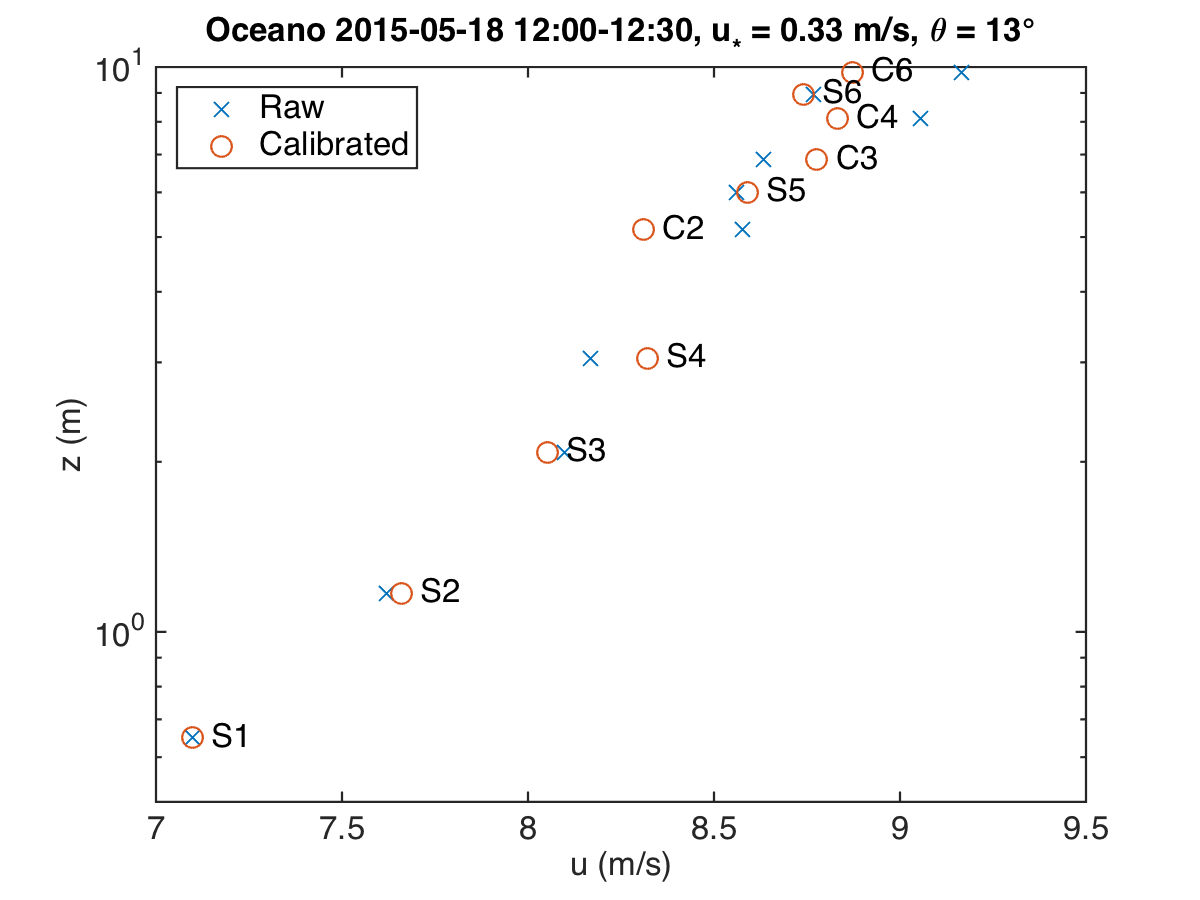 Oceano 2015-05-18 12:00-12:30, u* = 0.33 m/s, θ = 13°
10¹
Raw
Calibrated
C6
S6
C4
C3
S5
C2
S4
S3
S2
10⁰
S1
z (m)
7 7.5 8 8.5 9 9.5
u (m/s)